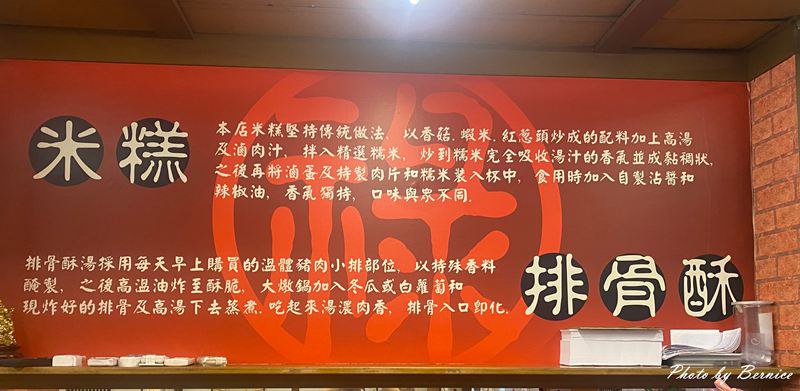 米糕
本店米糕堅持傳統做法, 以香菇.蝦米.紅蔥頭炒成的配料加上高湯
及滷肉汁, 拌入精選糯米, 炒到糯米完全吸收湯汁的香氣並成黏稠狀,
之後再將滷蛋及特製肉片和糯米裝入杯中, 食用時加入自製沾醬和
辣椒油, 香氣獨特, 口味與眾不同.
排骨酥湯採用每天早上購買的溫體豬肉小排部位, 以特殊香料
醃製, 之後高溫油炸至酥脆, 大燉鍋加入冬瓜或白蘿蔔和
現炸好的排骨及高湯下去蒸煮.吃起來湯濃肉香, 排骨入口即化.
排骨酥
Photo by Bernice